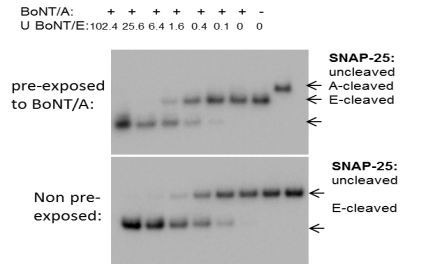 BoNT/A: + + + + + + + -
U BoNT/E:102.4 25.6 6.4 1.6 0.4 0.1 0 0
pre-exposed
to BoNT/A:
SNAP-25:
uncleaved
A-cleaved
E-cleaved
Non pre-
exposed:
SNAP-25:
uncleaved
E-cleaved